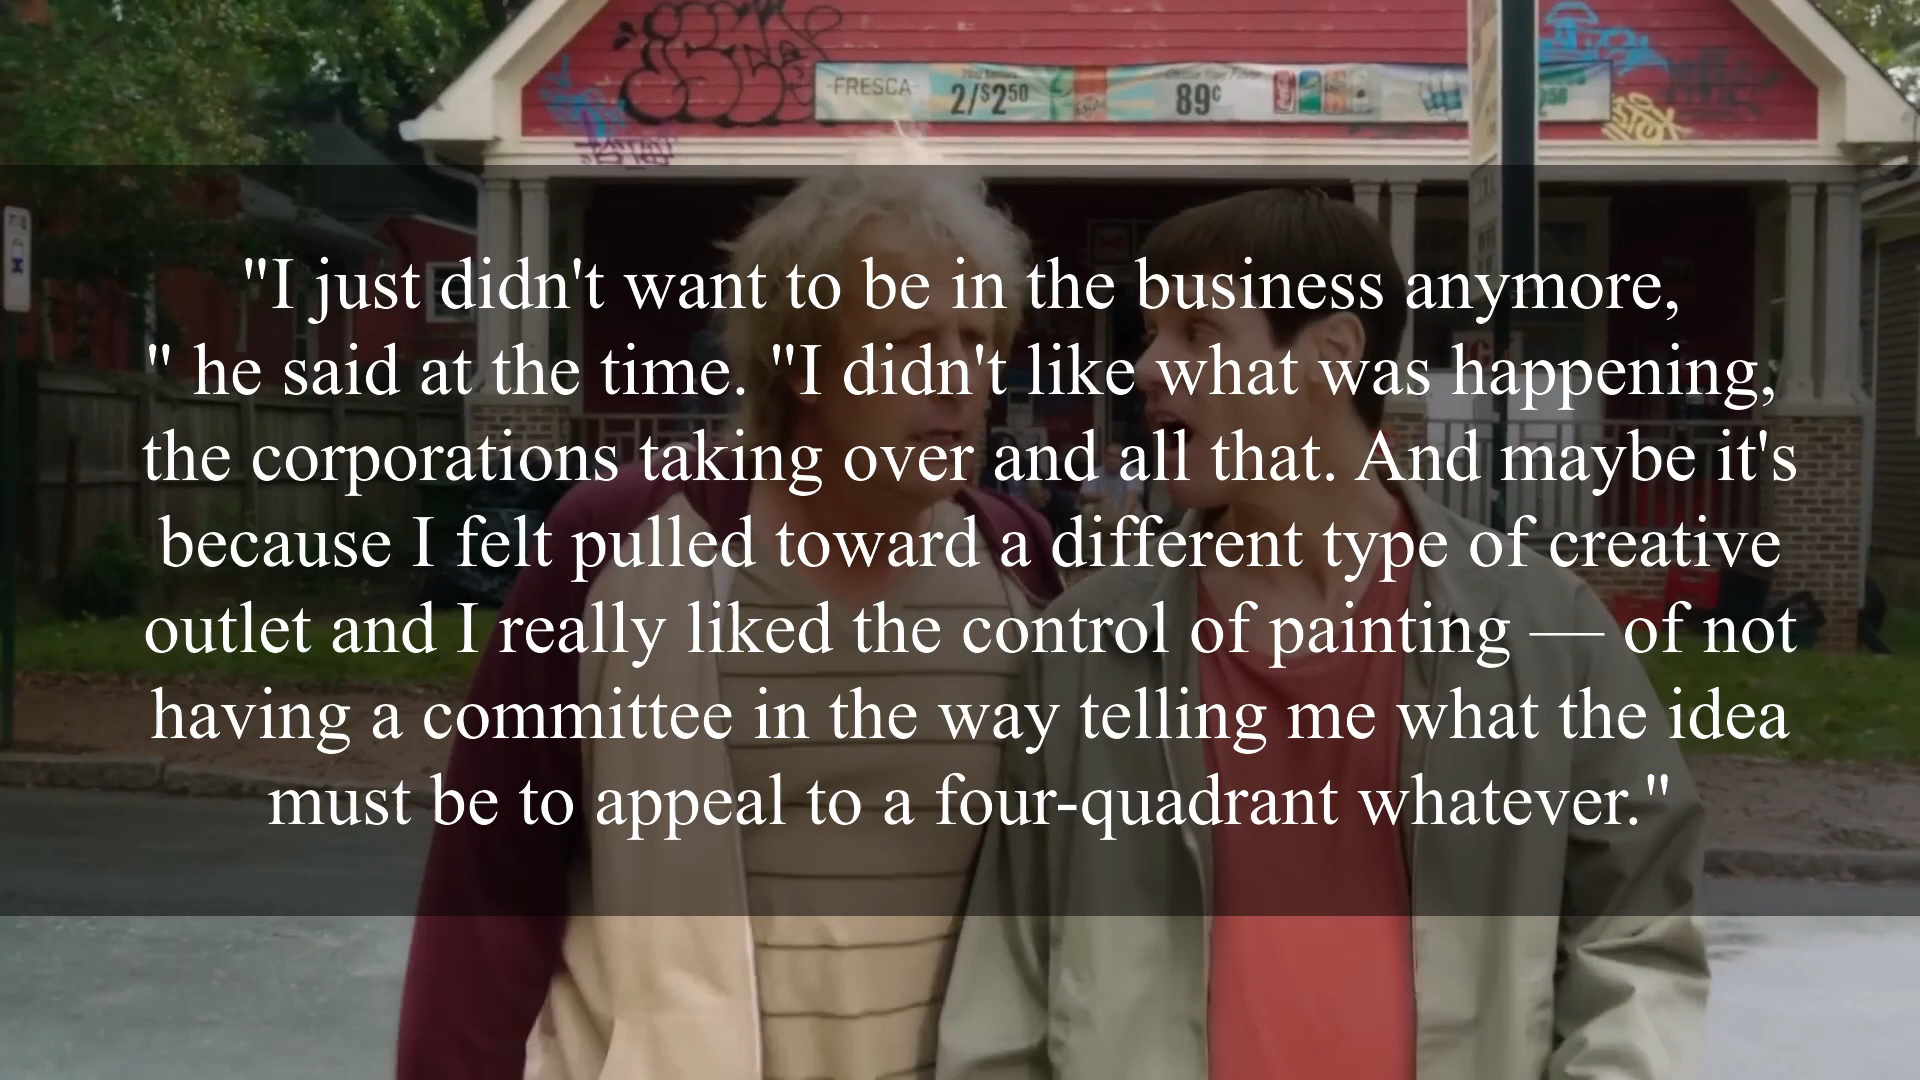 FRESCA
2/$2⁵⁰
89¢
"I just didn't want to be in the business anymore,
" he said at the time. "I didn't like what was happening,
the corporations taking over and all that. And maybe it's
because I felt pulled toward a different type of creative
outlet and I really liked the control of painting — of not
having a committee in the way telling me what the idea
must be to appeal to a four-quadrant whatever."